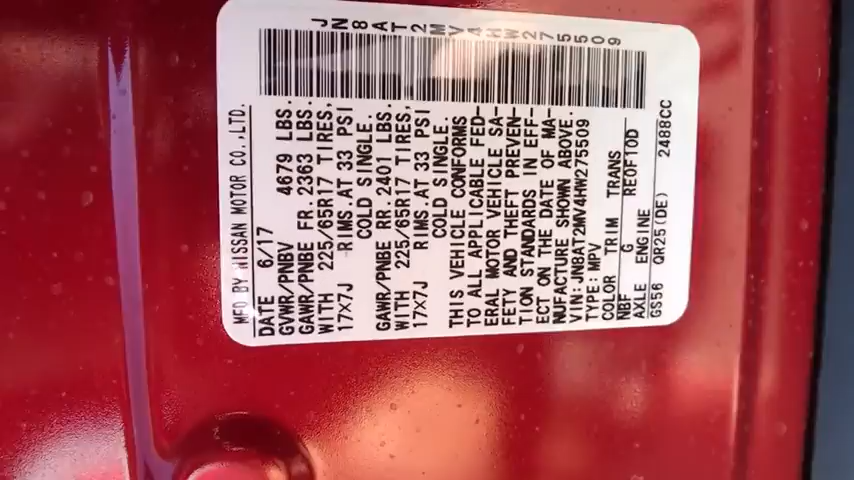 MFD BY NISSAN MOTOR CO.,LTD.
DATE 6/17
GVWR/PNBV 4679 LBS.
GAWR/PNBE FR. 2363 LBS.
WITH 225/65R17 TIRES,
17X7J RIMS.AT 33 PSI
COLD SINGLE.
GAWR/PNBE RR. 2401 LBS.
WITH 225/65R17 TIRES,
17X7J RIMS.AT 33 PSI
COLD SINGLE.
THIS VEHICLE CONFORMS
TO ALL APPLICABLE FED-
ERAL MOTOR VEHICLE SA-
FETY AND THEFT PREVEN-
TION STANDARDS IN EFF-
ECT ON THE DATE OF MA-
NUFACTURE SHOWN ABOVE.
VIN:JN8AT2MV4HW275509
TYPE: MPV
COLOR TRIM TRANS
NBF G RE0F10D
AXLE ENGINE
GS56 QR25(DE) 2488CC
JN8AT2MV4HW275509